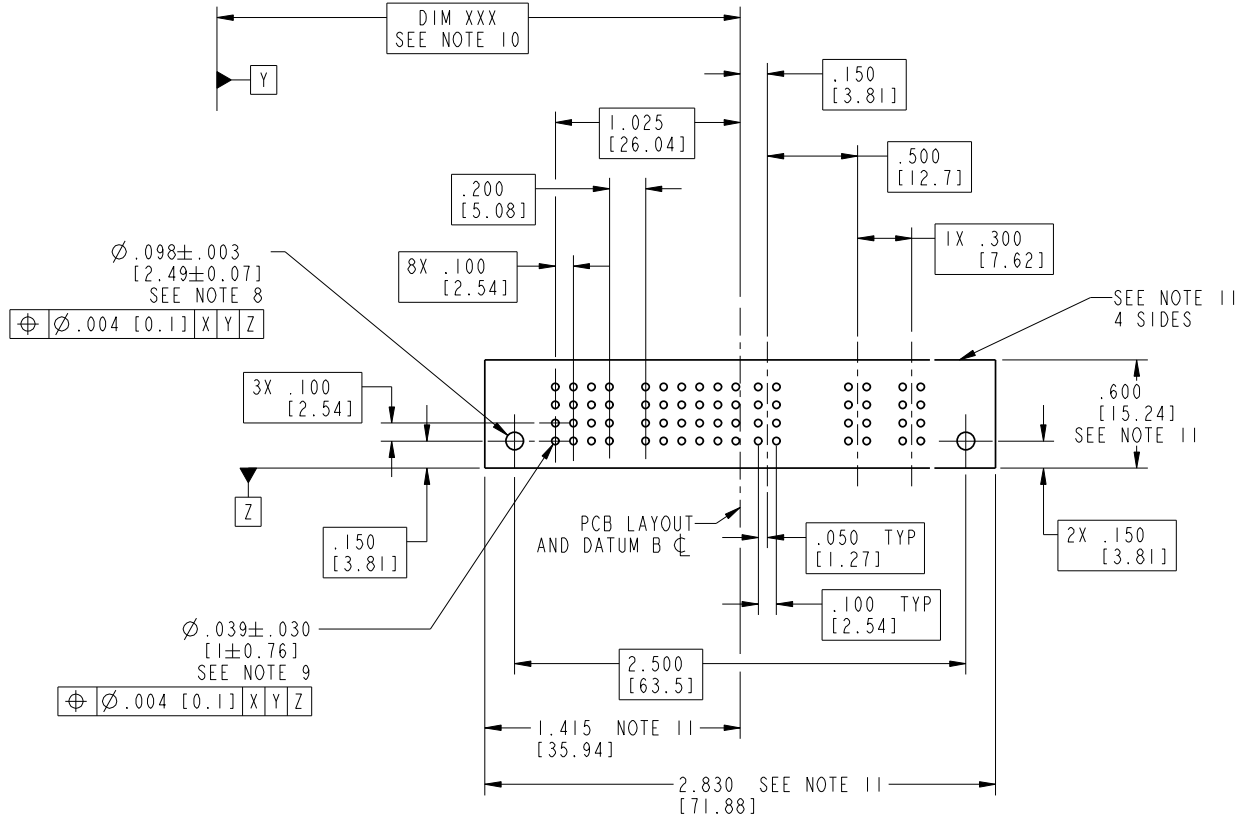 DIM XXX
SEE NOTE 10
Y
.150
[3.81]
1.025
[26.04]
.500
[12.7]
.200
[5.08]
1X .300
[7.62]
Ø.098±.003
[2.49±0.07]
SEE NOTE 8
⌖ Ø.004 [0.1] X Y Z
8X .100
[2.54]
SEE NOTE 11
4 SIDES
3X .100
[2.54]
.600
[15.24]
SEE NOTE 11
Z
.150
[3.81]
PCB LAYOUT
AND DATUM B ℄
.050 TYP
[1.27]
2X .150
[3.81]
.100 TYP
[2.54]
Ø.039±.030
[1±0.76]
SEE NOTE 9
⌖ Ø.004 [0.1] X Y Z
2.500
[63.5]
1.415 NOTE 11
[35.94]
2.830 SEE NOTE 11
[71.88]